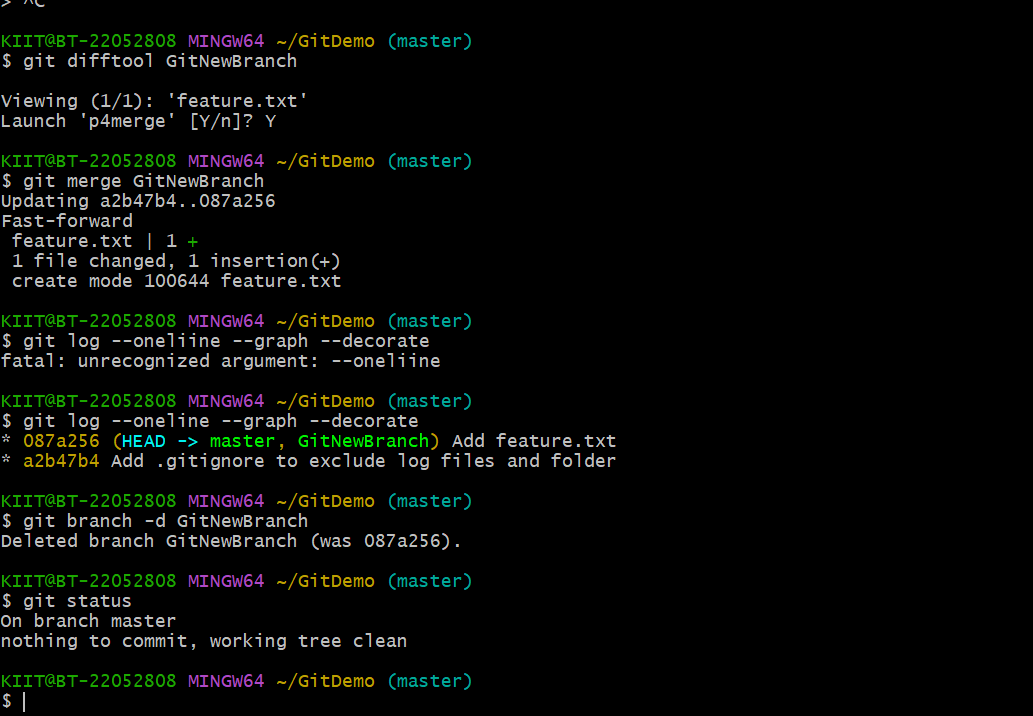 > ^C
KIIT@BT-22052808 MINGW64 ~/GitDemo (master)
$ git difftool GitNewBranch
Viewing (1/1): 'feature.txt'
Launch 'p4merge' [Y/n]? Y
KIIT@BT-22052808 MINGW64 ~/GitDemo (master)
$ git merge GitNewBranch
Updating a2b47b4..087a256
Fast-forward
 feature.txt | 1 +
 1 file changed, 1 insertion(+)
 create mode 100644 feature.txt
KIIT@BT-22052808 MINGW64 ~/GitDemo (master)
$ git log --oneliine --graph --decorate
fatal: unrecognized argument: --oneliine
KIIT@BT-22052808 MINGW64 ~/GitDemo (master)
$ git log --oneline --graph --decorate
* 087a256 (HEAD -> master, GitNewBranch) Add feature.txt
* a2b47b4 Add .gitignore to exclude log files and folder
KIIT@BT-22052808 MINGW64 ~/GitDemo (master)
$ git branch -d GitNewBranch
Deleted branch GitNewBranch (was 087a256).
KIIT@BT-22052808 MINGW64 ~/GitDemo (master)
$ git status
On branch master
nothing to commit, working tree clean
KIIT@BT-22052808 MINGW64 ~/GitDemo (master)
$